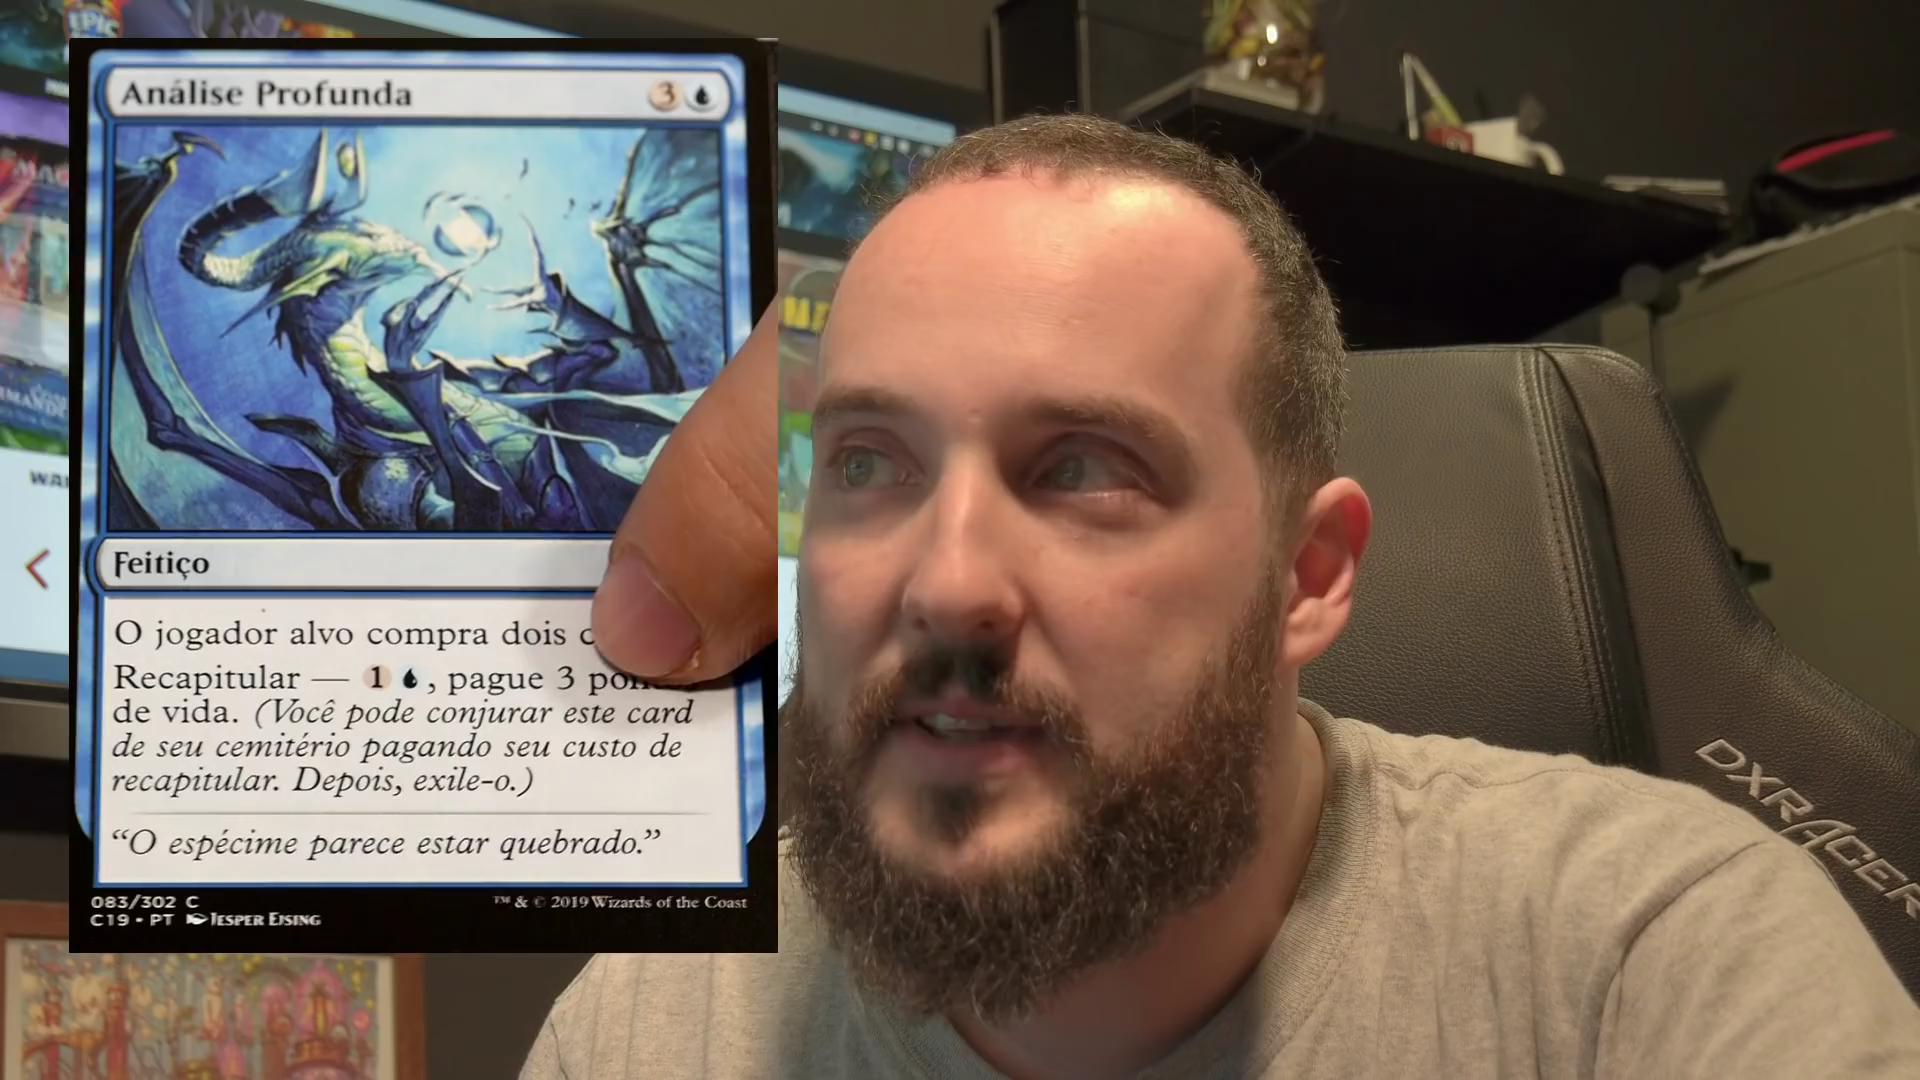 EPIC
Análise Profunda
3
Feitiço
O jogador alvo compra dois
Recapitular — 1 , pague 3
de vida. (Você pode conjurar este card
de seu cemitério pagando seu custo de
recapitular. Depois, exile-o.)
“O espécime parece estar quebrado.”
083/302 C
™ & © 2019 Wizards of the Coast
C19 • PT JESPER EJSING
DXRACER